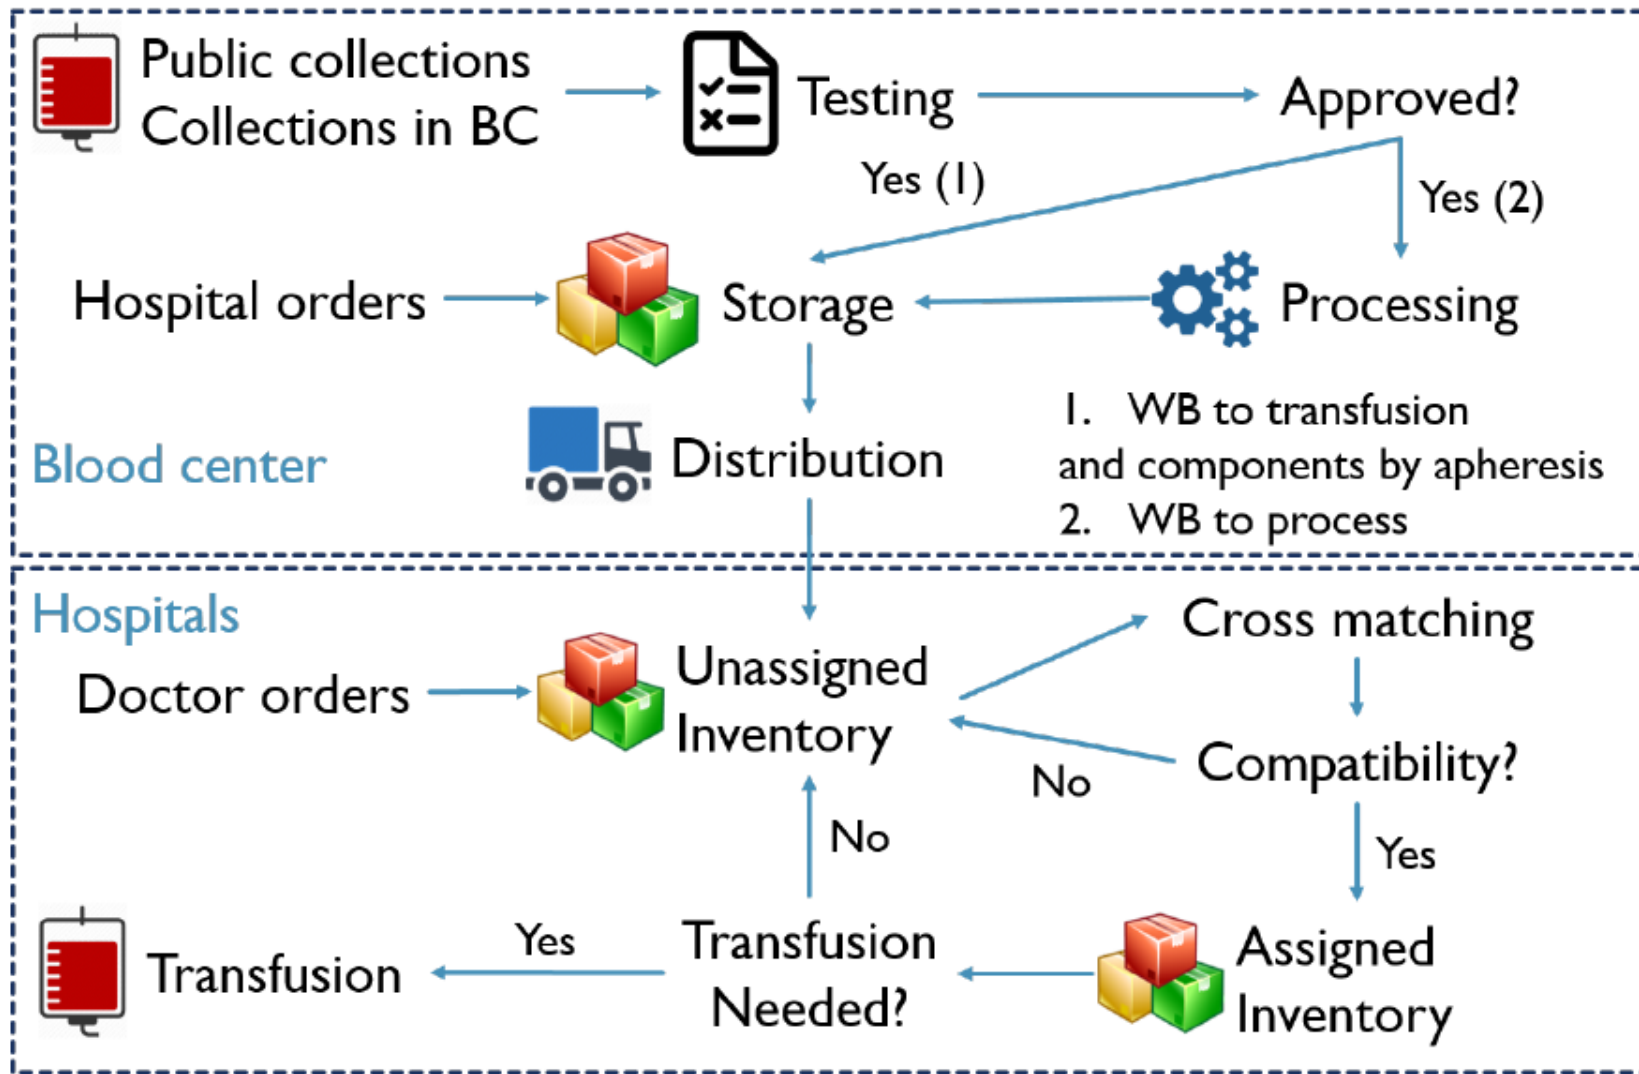 Public collections
Collections in BC
Testing
Approved?
Yes (1)
Yes (2)
Hospital orders
Storage
Processing
1. WB to transfusion
and components by apheresis
2. WB to process
Blood center
Distribution
Hospitals
Cross matching
Doctor orders
Unassigned
Inventory
Compatibility?
No
No
Yes
Transfusion
Yes
Transfusion
Needed?
Assigned
Inventory